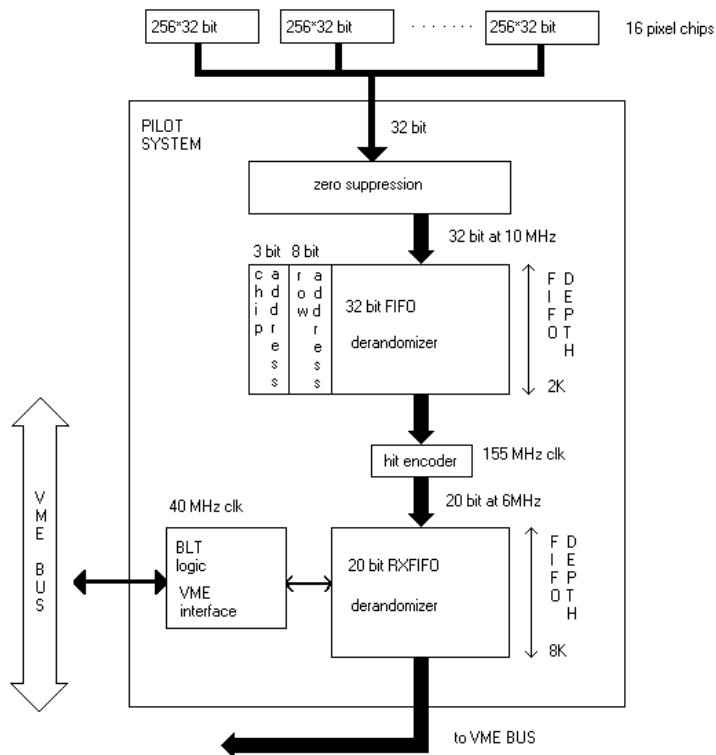 256*32 bit 256*32 bit · · · · · · · 256*32 bit 16 pixel chips
PILOT
SYSTEM
32 bit
zero suppression
32 bit at 10 MHz
3 bit 8 bit
chip
address
row
address
32 bit FIFO
derandomizer
FIFO
DEPTH
2K
hit encoder
155 MHz clk
20 bit at 6MHz
40 MHz clk
VME BUS
BLT
logic
VME
interface
20 bit RXFIFO
derandomizer
FIFO
DEPTH
8K
to VME BUS